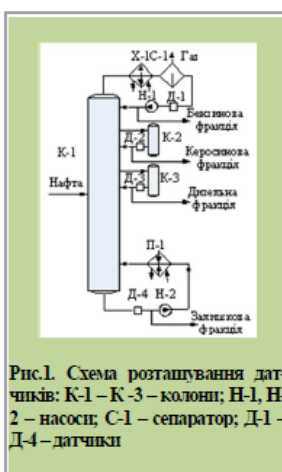 Х-1 С-1 Газ
Н-1 Д-1
Бензинова
фракція
Д-2 К-2
К-1
Керосинова
фракція
Д-3 К-3
Нафта
Дизельна
фракція
П-1
Д-4 Н-2
Залишкова
фракція
Рис.1. Схема розташування дат-
чиків: К-1 – К -3 – колони; Н-1, Н-
2 – насоси; С-1 – сепаратор; Д-1 –
Д-4 – датчики